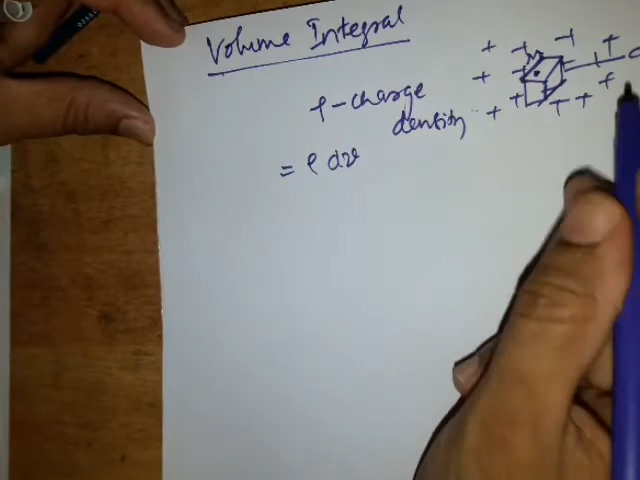 Volume Integral
ρ - charge
density
= ρ dv